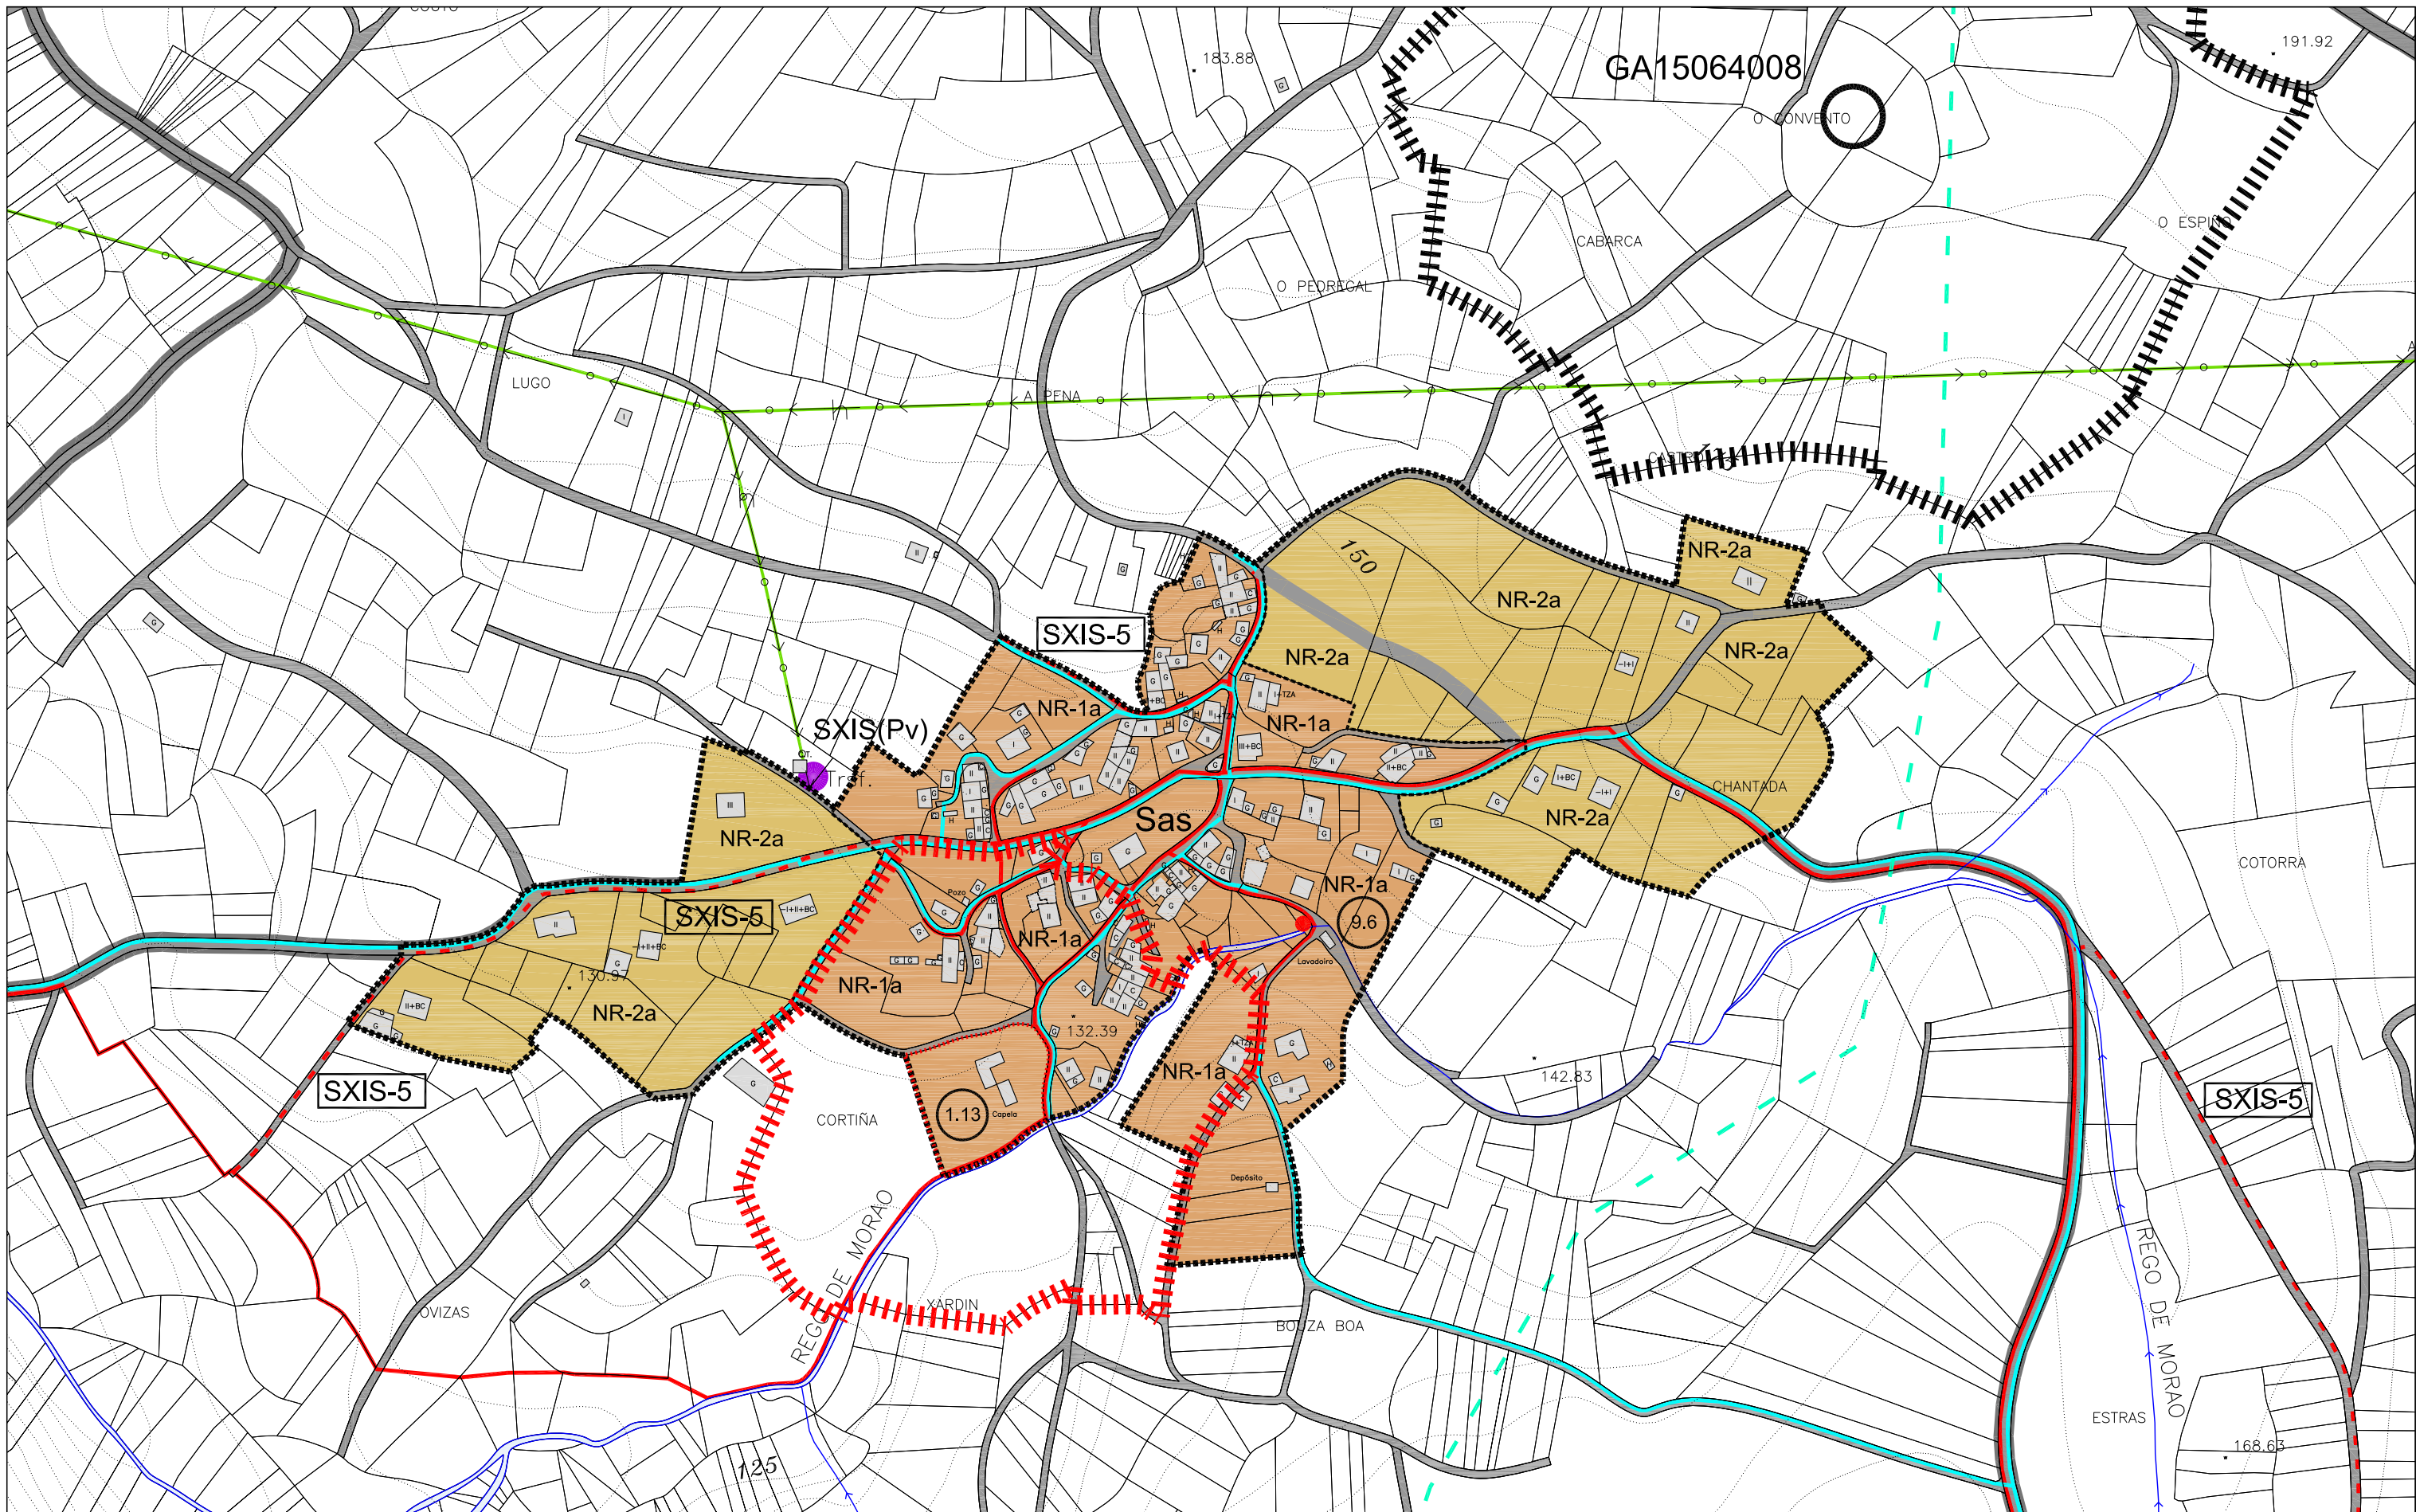 191.92
183.88
GA15064008
G
O CONVENTO
O ESPIÑO
CABARCA
O PEDREGAL
LUGO
A PENA
CASTRO
150
NR-2a
NR-2a
NR-2a
NR-2a
SXIS-5
NR-1a
NR-1a
SXIS(Pv)
Traf.
CHANTADA
NR-2a
Sas
NR-2a
COTORRA
NR-1a
9.6
SXIS-5
Pozo
NR-1a
Lavadoiro
130.97
NR-1a
NR-2a
132.39
NR-1a
142.83
SXIS-5
SXIS-5
1.13
Capela
CORTIÑA
Depósito
REGO DE MORAO
REGO DE MORAO
XARDIN
OVIZAS
BOUZA BOA
ESTRAS
168.63
125